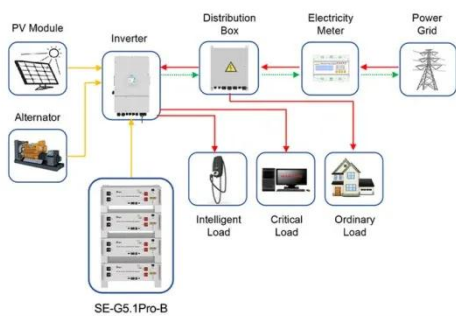 PV Module
Inverter
Distribution
Box
Electricity
Meter
Power
Grid
Alternator
Intelligent
Load
Critical
Load
Ordinary
Load
SE-G5.1Pro-B